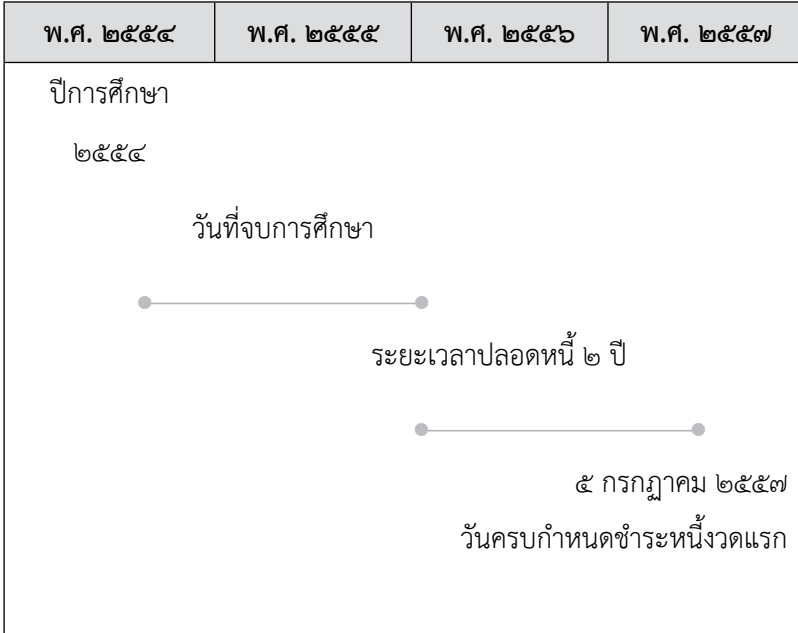 พ.ศ. ๒๕๕๔ พ.ศ. ๒๕๕๕ พ.ศ. ๒๕๕๖ พ.ศ. ๒๕๕๗
ปีการศึกษา
๒๕๕๔
วันที่จบการศึกษา
ระยะเวลาปลอดหนี้ ๒ ปี
๕ กรกฎาคม ๒๕๕๗
วันครบกำหนดชำระหนี้งวดแรก